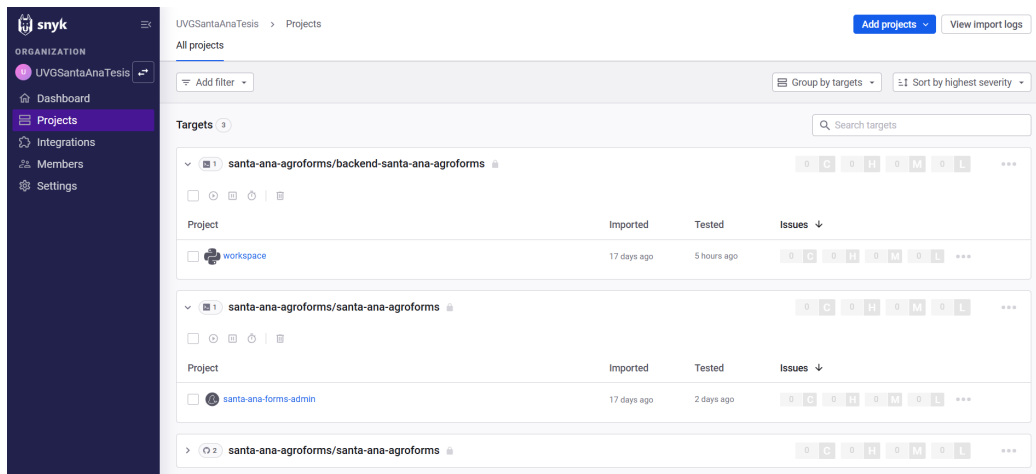 snyk
ORGANIZATION
U UVGSantaAnaTesis
Dashboard
Projects
Integrations
Members
Settings
UVGSantaAnaTesis > Projects
Add projects
View import logs
All projects
Add filter
Group by targets
Sort by highest severity
Targets 3
Search targets
1 santa-ana-agroforms/backend-santa-ana-agroforms 0 C 0 H 0 M 0 L
Project Imported Tested Issues
workspace 17 days ago 5 hours ago 0 C 0 H 0 M 0 L
1 santa-ana-agroforms/santa-ana-agroforms 0 C 0 H 0 M 0 L
Project Imported Tested Issues
santa-ana-forms-admin 17 days ago 2 days ago 0 C 0 H 0 M 0 L
2 santa-ana-agroforms/santa-ana-agroforms 0 C 0 H 0 M 0 L